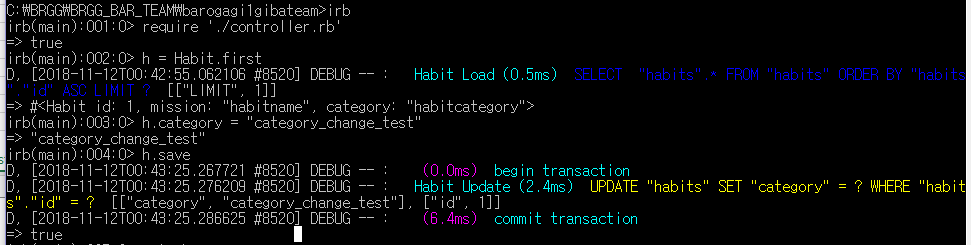 C:₩BRGG₩BRGG_BAR_TEAM₩barogagi1gibateam>irb
irb(main):001:0> require './controller.rb'
=> true
irb(main):002:0> h = Habit.first
D, [2018-11-12T00:42:55.062106 #8520] DEBUG -- :   Habit Load (0.5ms)  SELECT  "habits".* FROM "habits" ORDER BY "habits
"."id" ASC LIMIT ?  [["LIMIT", 1]]
=> #<Habit id: 1, mission: "habitname", category: "habitcategory">
irb(main):003:0> h.category = "category_change_test"
=> "category_change_test"
irb(main):004:0> h.save
D, [2018-11-12T00:43:25.267721 #8520] DEBUG -- :    (0.0ms)  begin transaction
D, [2018-11-12T00:43:25.276209 #8520] DEBUG -- :   Habit Update (2.4ms)  UPDATE "habits" SET "category" = ? WHERE "habit
s"."id" = ?  [["category", "category_change_test"], ["id", 1]]
D, [2018-11-12T00:43:25.286625 #8520] DEBUG -- :    (6.4ms)  commit transaction
=> true